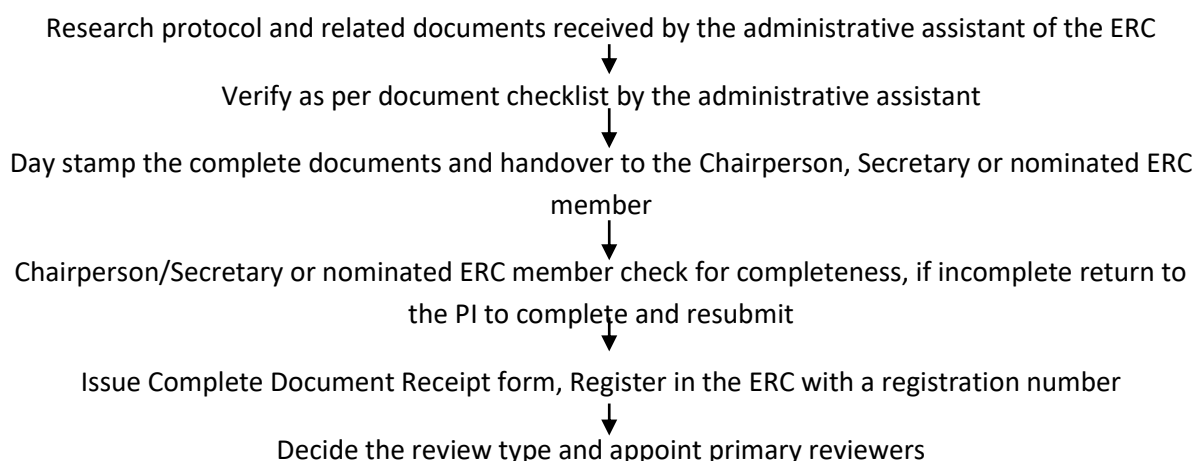 Research protocol and related documents received by the administrative assistant of the ERC
Verify as per document checklist by the administrative assistant
Day stamp the complete documents and handover to the Chairperson, Secretary or nominated ERC
member
Chairperson/Secretary or nominated ERC member check for completeness, if incomplete return to
the PI to complete and resubmit
Issue Complete Document Receipt form, Register in the ERC with a registration number
Decide the review type and appoint primary reviewers